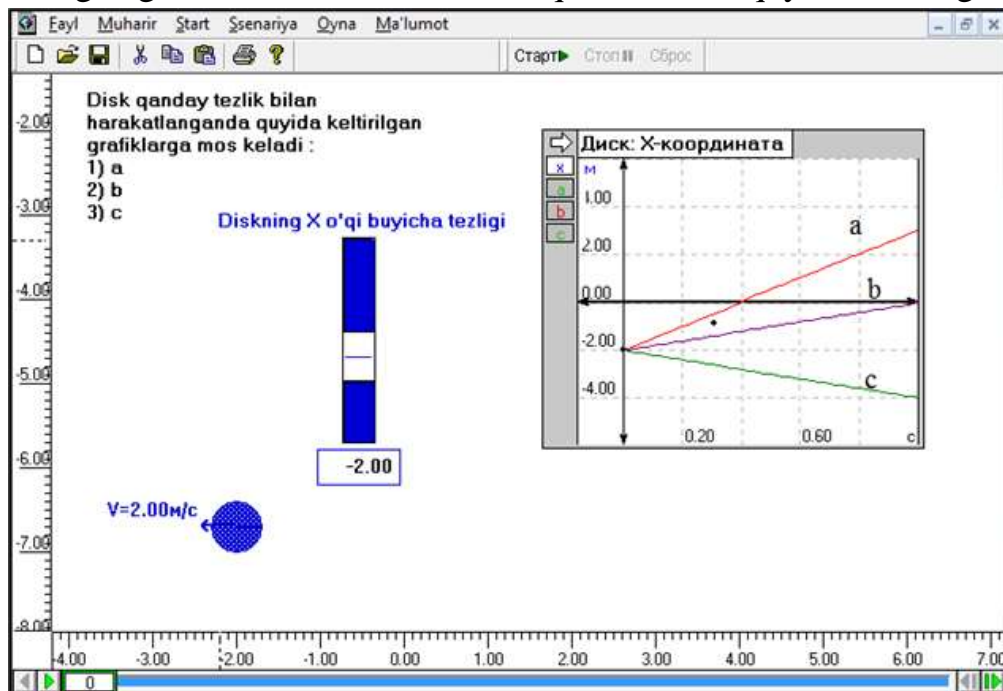 Fayl Muharir Start Ssenariya Oyna Ma'lumot
Старт Стоп Сброс
Disk qanday tezlik bilan
harakatlanganda quyida keltirilgan
grafiklarga mos keladi :
1) a
2) b
3) c
Diskning X o'qi buyicha tezligi
-2.00
V=2.00м/с
Диск: X-координата
x
a
b
c
м
4.00
2.00
0.00
-2.00
-4.00
0.20 0.60 с
a
b
c
-2.00
-3.00
-4.00
-5.00
-6.00
-7.00
-8.00
-4.00 -3.00 -2.00 -1.00 0.00 1.00 2.00 3.00 4.00 5.00 6.00 7.00
0